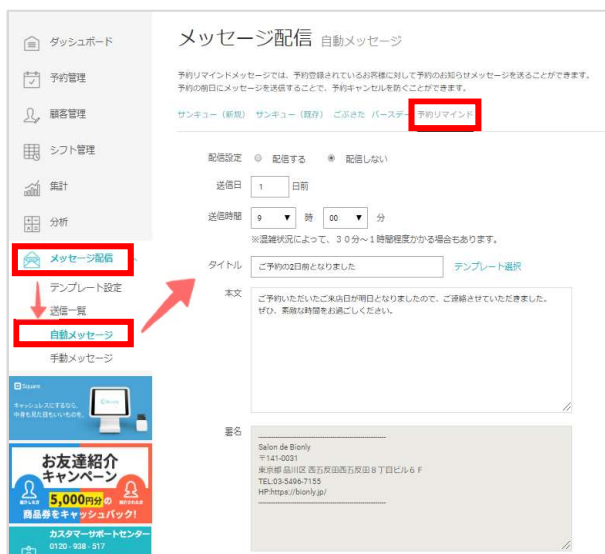 ダッシュボード
予約管理
顧客管理
シフト管理
集計
分析
メッセージ配信
テンプレート設定
送信一覧
自動メッセージ
手動メッセージ
Square
キャッシュレスにするなら、
中身も見た目もいいものを。
お友達紹介
キャンペーン
5,000円分の
商品券をキャッシュバック!
カスタマーサポートセンター
0120-938-517
メッセージ配信 自動メッセージ
予約リマインドメッセージでは、予約登録されているお客様に対して予約のお知らせメッセージを送ることができます。
予約の前日にメッセージを送信することで、予約キャンセルを防ぐことができます。
サンキュー（新規） サンキュー（既存） ごぶさた バースデー 予約リマインド
配信設定 配信する 配信しない
送信日 1 日前
送信時間 9 ▼ 時 00 ▼ 分
※混雑状況によって、３０分～１時間程度かかる場合もあります。
タイトル ご予約の2日前となりました テンプレート選択
本文
ご予約いただいたご来店日が明日となりましたので、ご連絡させていただきました。
ぜひ、素敵な時間をお過ごしください。
署名
Salon de Bionly
〒141-0031
東京都 品川区 西五反田西五反田８丁目ビル６Ｆ
TEL:03-5496-7155
HP:https://bionly.jp/